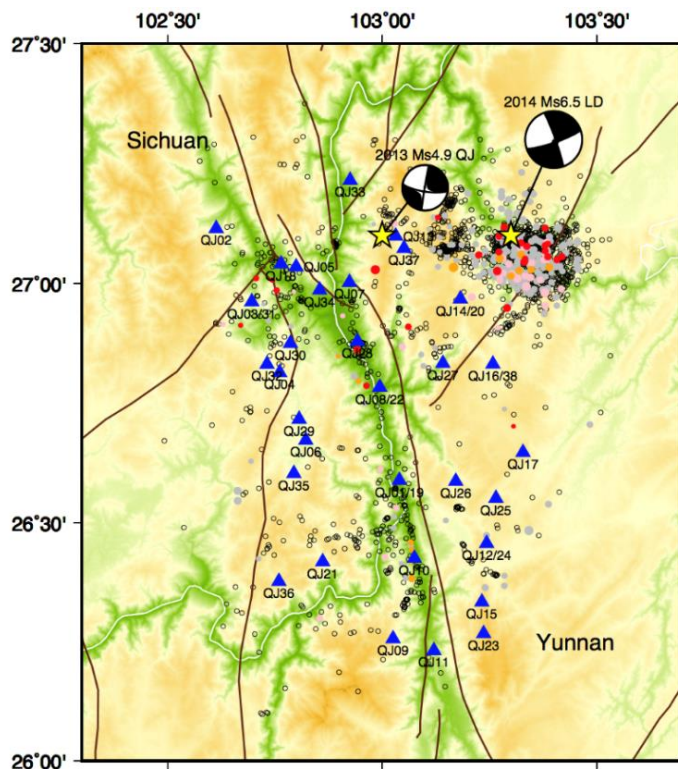 102°30' 103°00' 103°30'
27°30'
2014 Ms6.5 LD
Sichuan
2013 Ms4.9 QJ
QJ33
QJ02
QJ37
QJ05
27°00'
QJ07
QJ34
QJ14/20
QJ03/31
QJ28
QJ30
QJ27
QJ16/38
QJ04
QJ08/22
QJ29
QJ06
QJ17
QJ35
QJ01/19
QJ26
QJ25
26°30'
QJ12/24
QJ10
QJ21
QJ36
QJ15
QJ09
QJ23
Yunnan
QJ11
26°00'